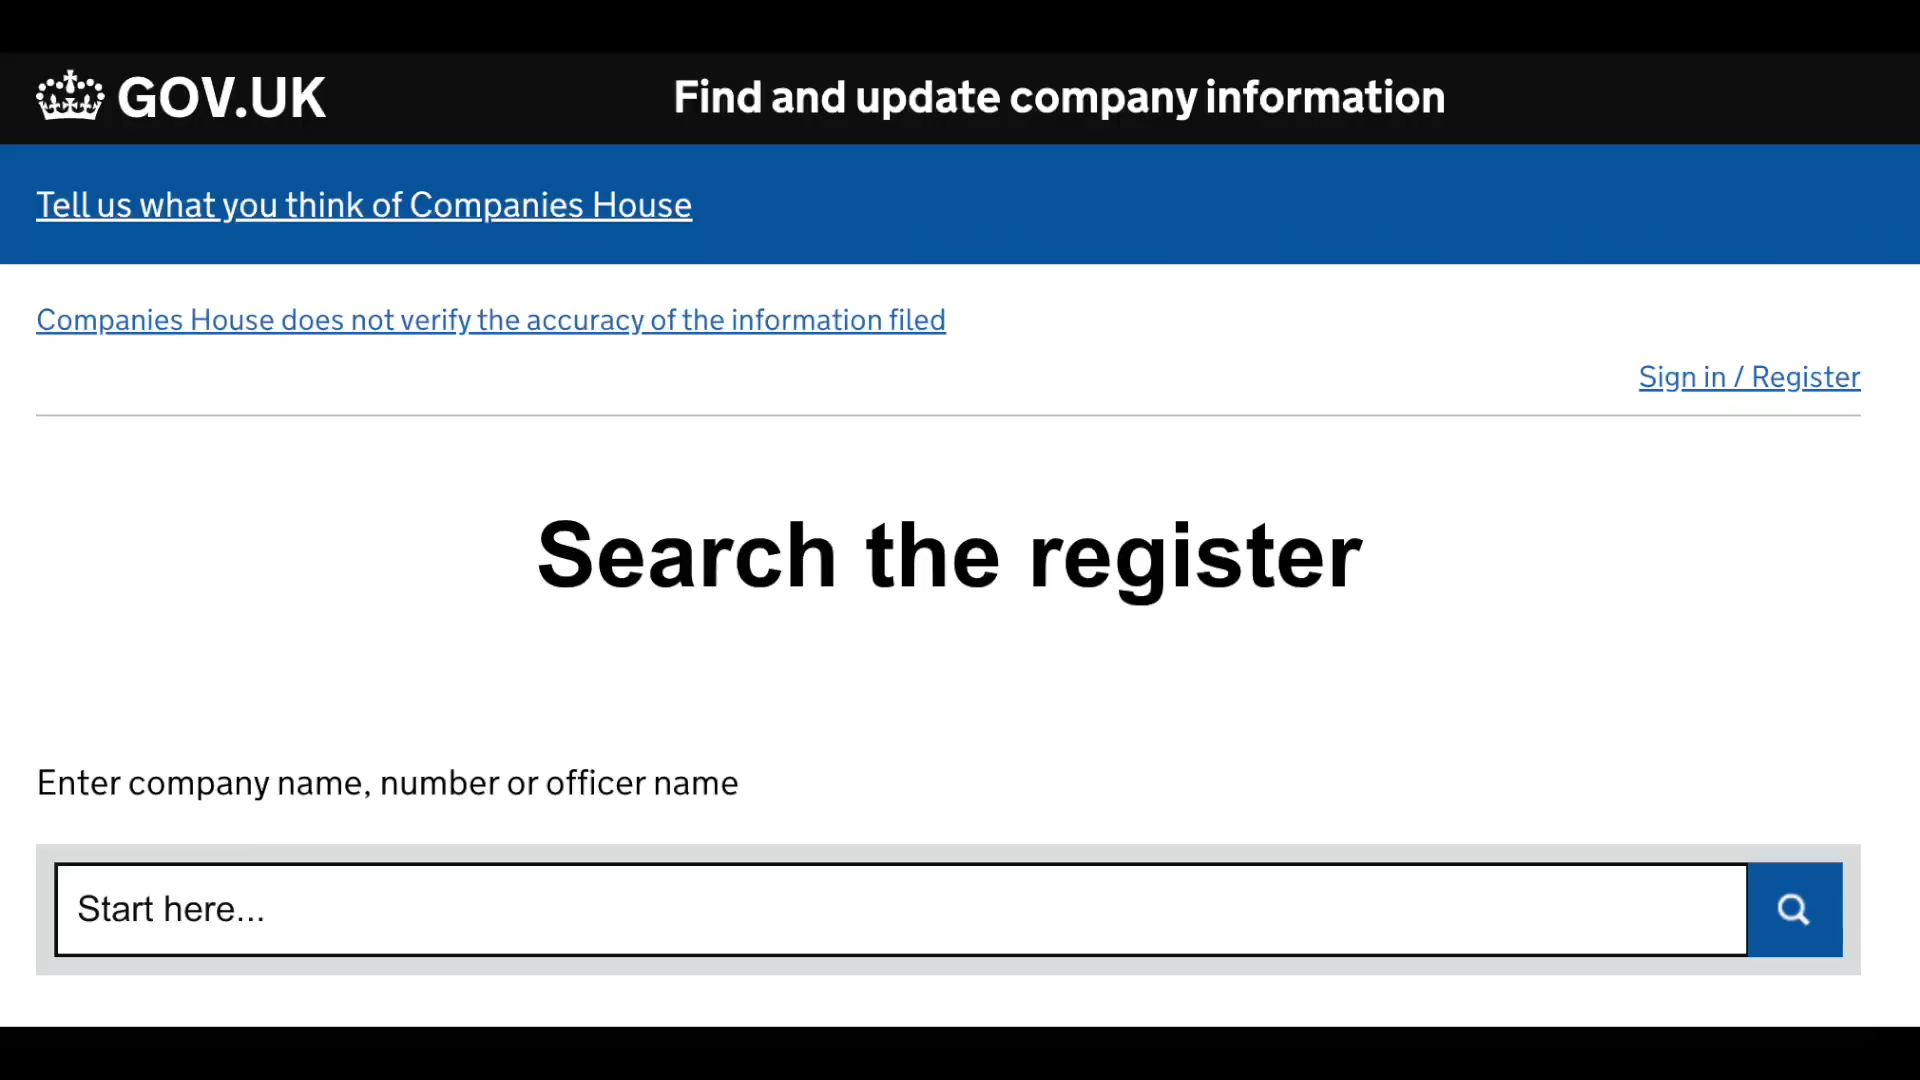 GOV.UK
Find and update company information
Tell us what you think of Companies House
Companies House does not verify the accuracy of the information filed
Sign in / Register
Search the register
Enter company name, number or officer name
Start here...